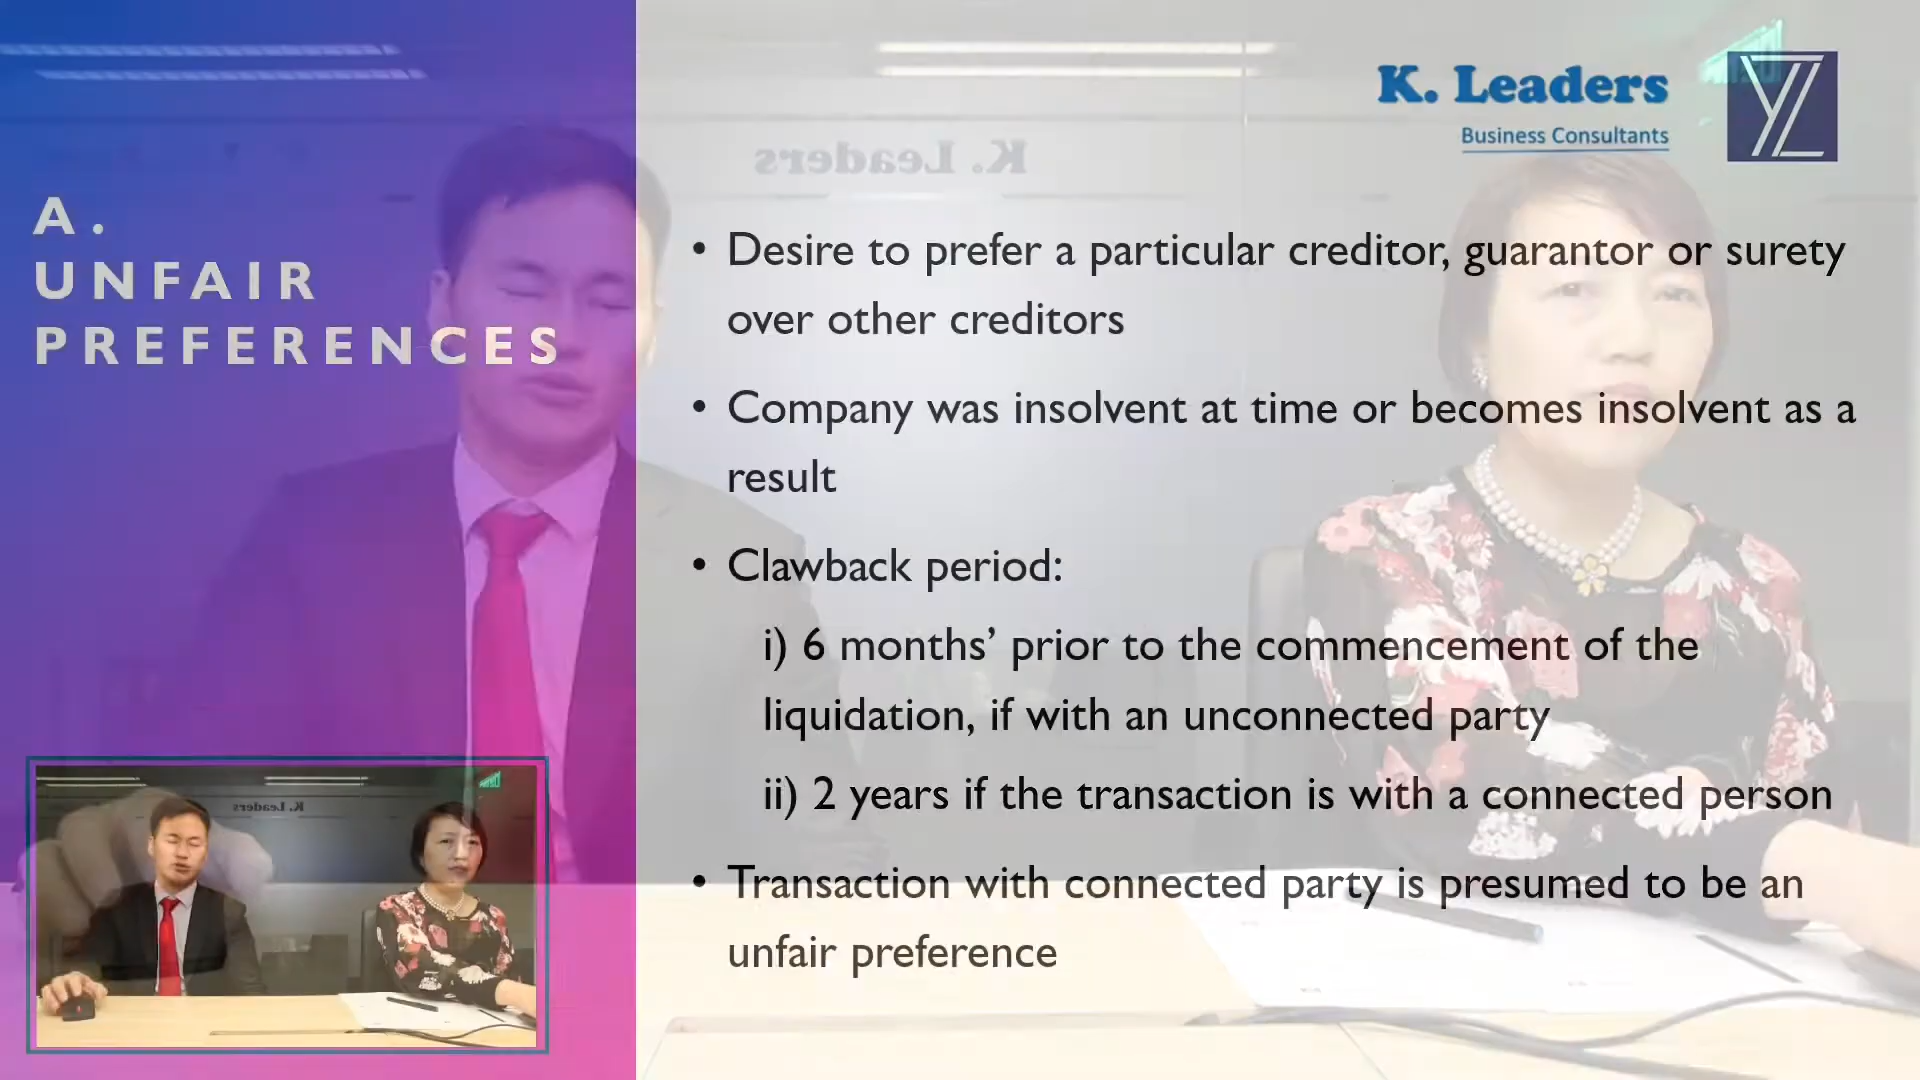 K. Leaders
Business Consultants
YZ
K. Leaders
A.
UNFAIR
PREFERENCES
• Desire to prefer a particular creditor, guarantor or surety
over other creditors
• Company was insolvent at time or becomes insolvent as a
result
• Clawback period:
i) 6 months’ prior to the commencement of the
liquidation, if with an unconnected party
ii) 2 years if the transaction is with a connected person
• Transaction with connected party is presumed to be an
unfair preference
K. Leaders